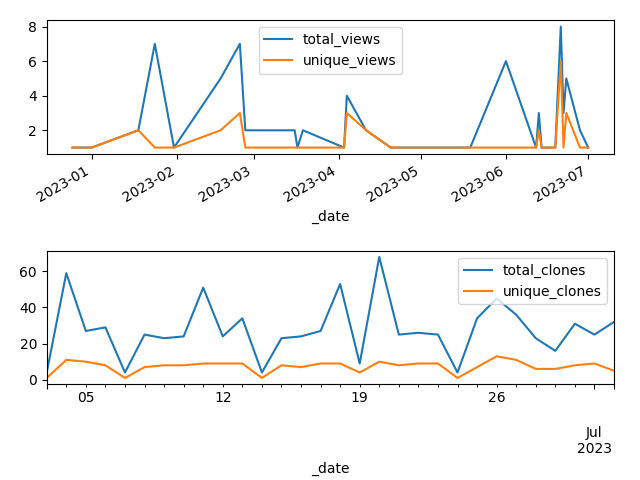 8
6
4
2
total_views
unique_views
2023-01
2023-02
2023-03
2023-04
2023-05
2023-06
2023-07
_date
60
40
20
0
total_clones
unique_clones
05
12
19
26
Jul
2023
_date